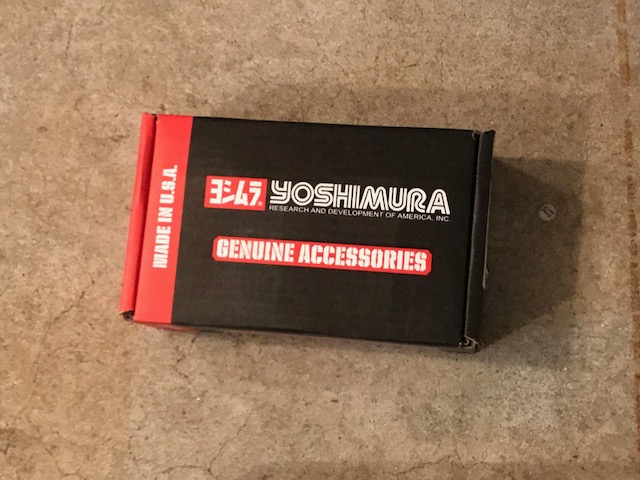 MADE IN U.S.A.
ヨシムラ® YOSHIMURA
RESEARCH AND DEVELOPMENT OF AMERICA, INC.
GENUINE ACCESSORIES